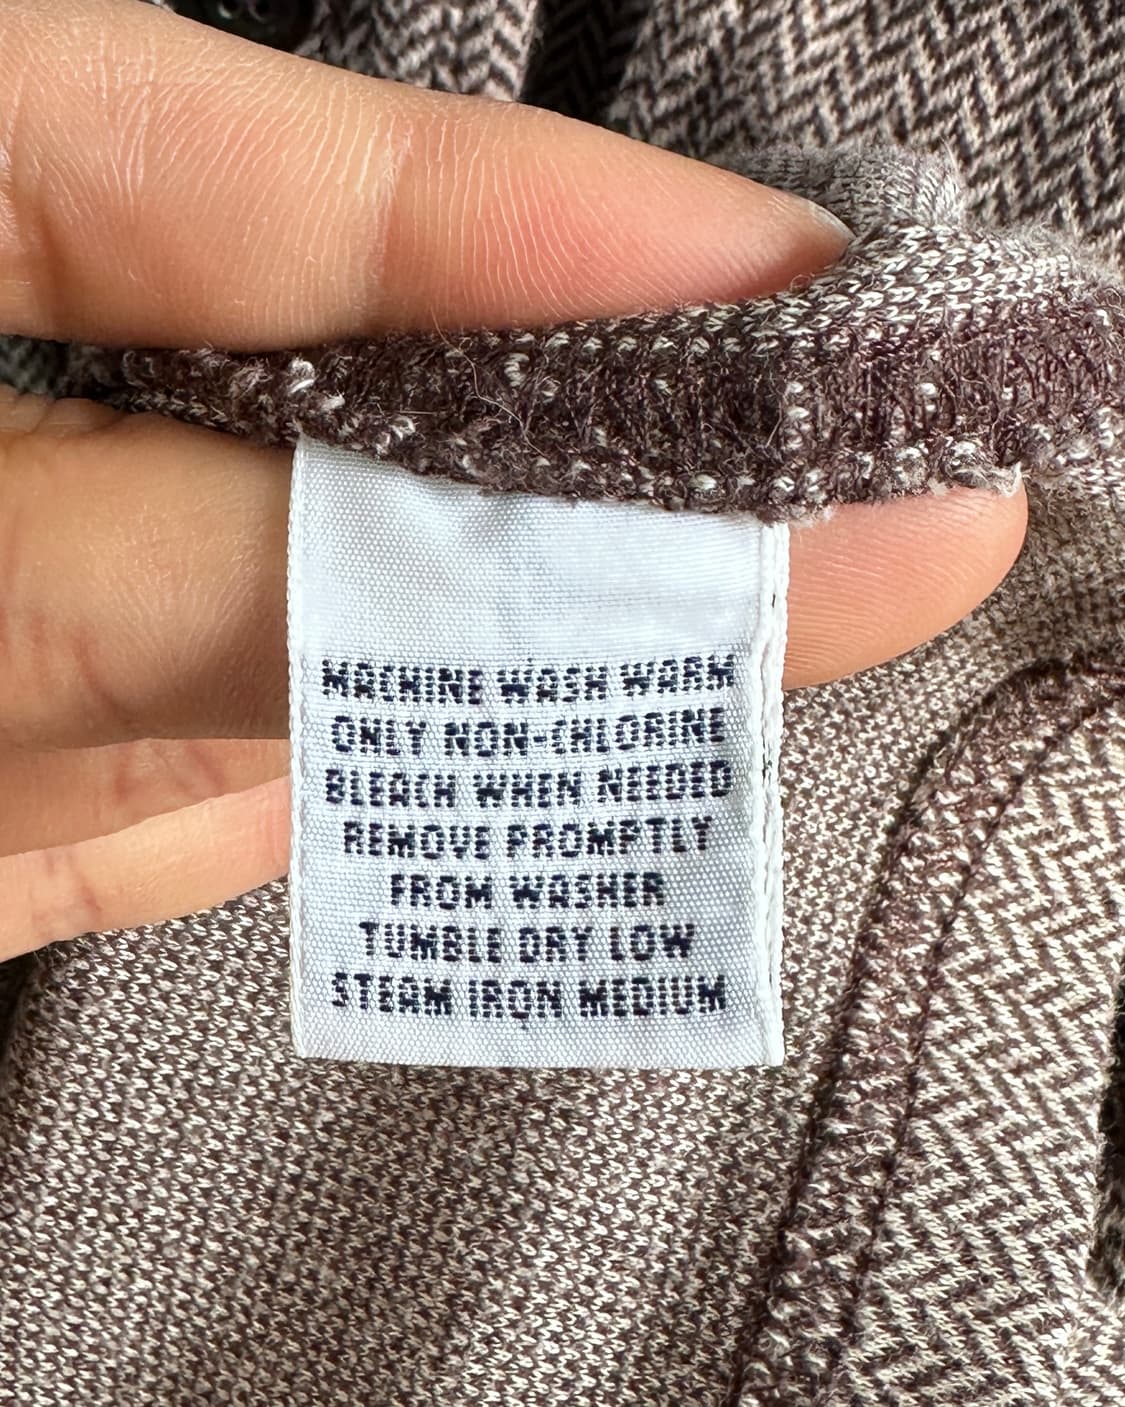 MACHINE WASH WARM
ONLY NON-CHLORINE
BLEACH WHEN NEEDED
REMOVE PROMPTLY
FROM WASHER
TUMBLE DRY LOW
STEAM IRON MEDIUM